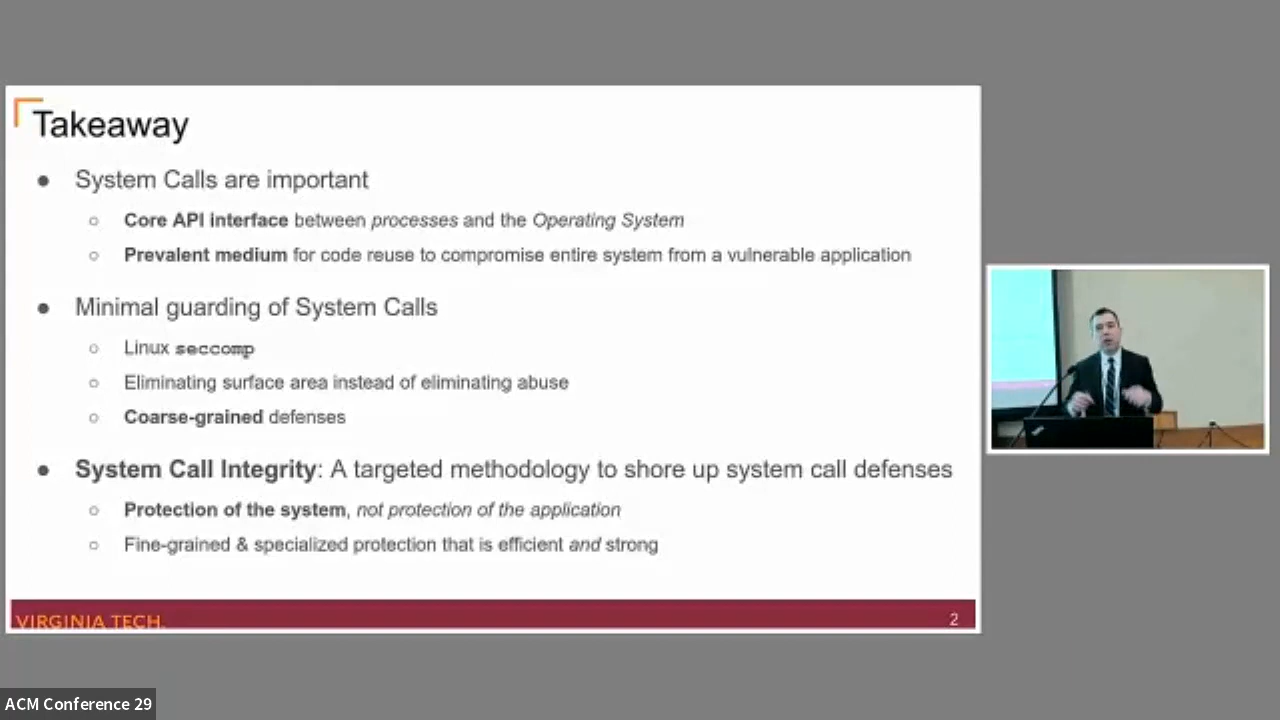 Takeaway
● System Calls are important
○ Core API interface between processes and the Operating System
○ Prevalent medium for code reuse to compromise entire system from a vulnerable application
● Minimal guarding of System Calls
○ Linux seccomp
○ Eliminating surface area instead of eliminating abuse
○ Coarse-grained defenses
● System Call Integrity: A targeted methodology to shore up system call defenses
○ Protection of the system, not protection of the application
○ Fine-grained & specialized protection that is efficient and strong
VIRGINIA TECH.
2
ACM Conference 29